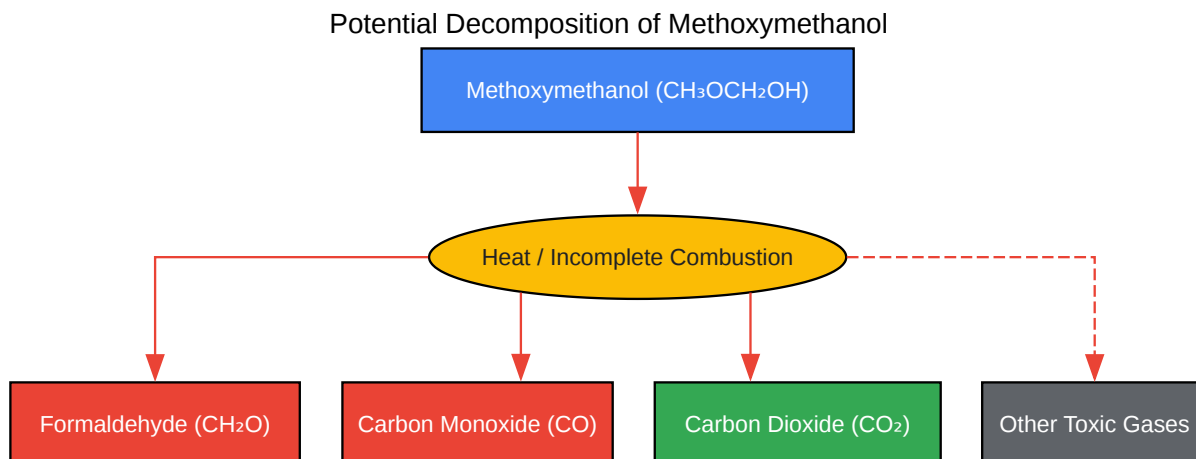 Potential Decomposition of Methoxymethanol
Methoxymethanol (CH₃OCH₂OH)
Heat / Incomplete Combustion
Formaldehyde (CH₂O)
Carbon Monoxide (CO)
Carbon Dioxide (CO₂)
Other Toxic Gases